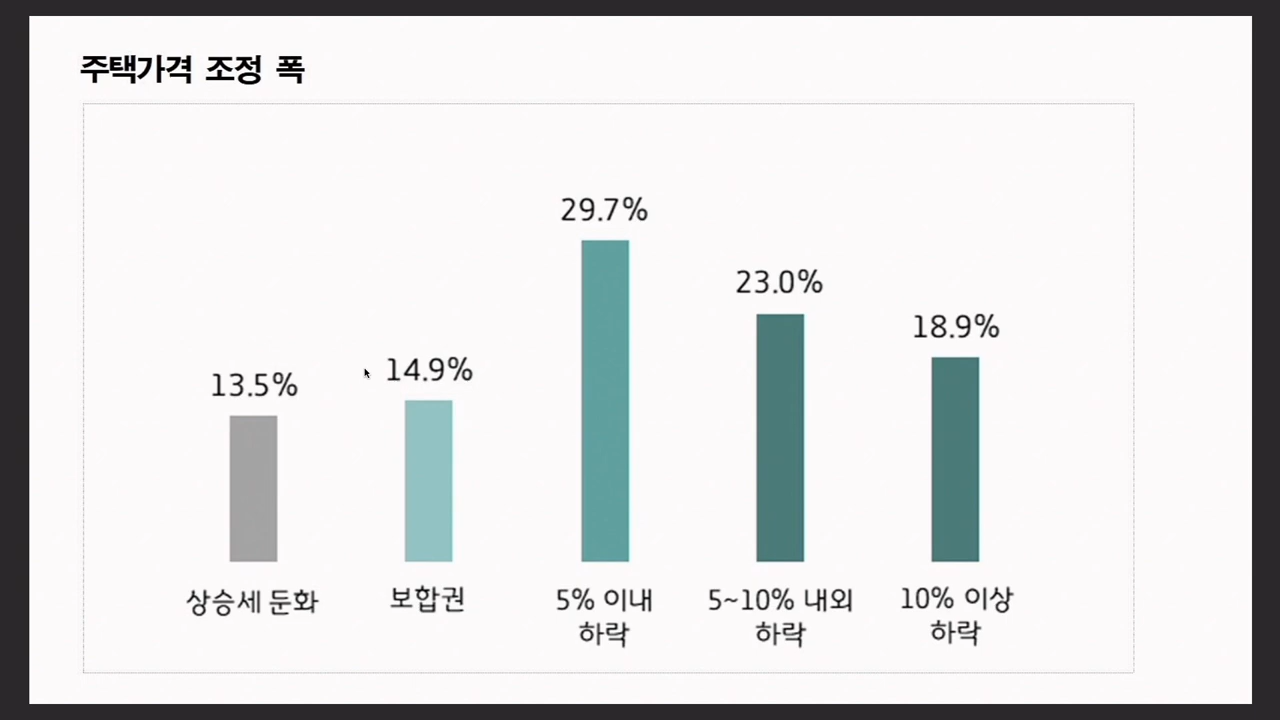 주택가격 조정 폭
29.7%
23.0%
18.9%
14.9%
13.5%
상승세 둔화
보합권
5% 이내
하락
5~10% 내외
하락
10% 이상
하락